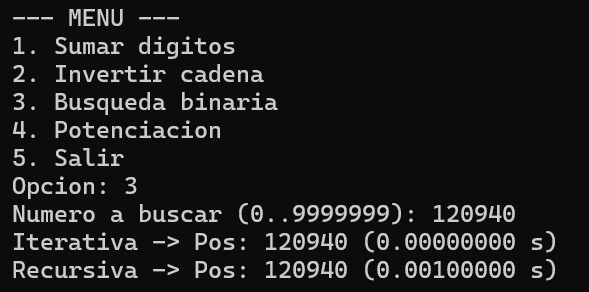 --- MENU ---
1. Sumar digitos
2. Invertir cadena
3. Busqueda binaria
4. Potenciacion
5. Salir
Opcion: 3
Numero a buscar (0..9999999): 120940
Iterativa -> Pos: 120940 (0.00000000 s)
Recursiva -> Pos: 120940 (0.00100000 s)